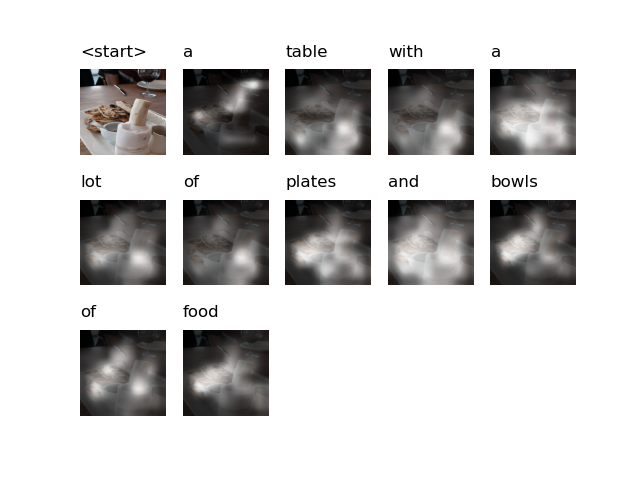 <start> a table with a
lot of plates and bowls
of food